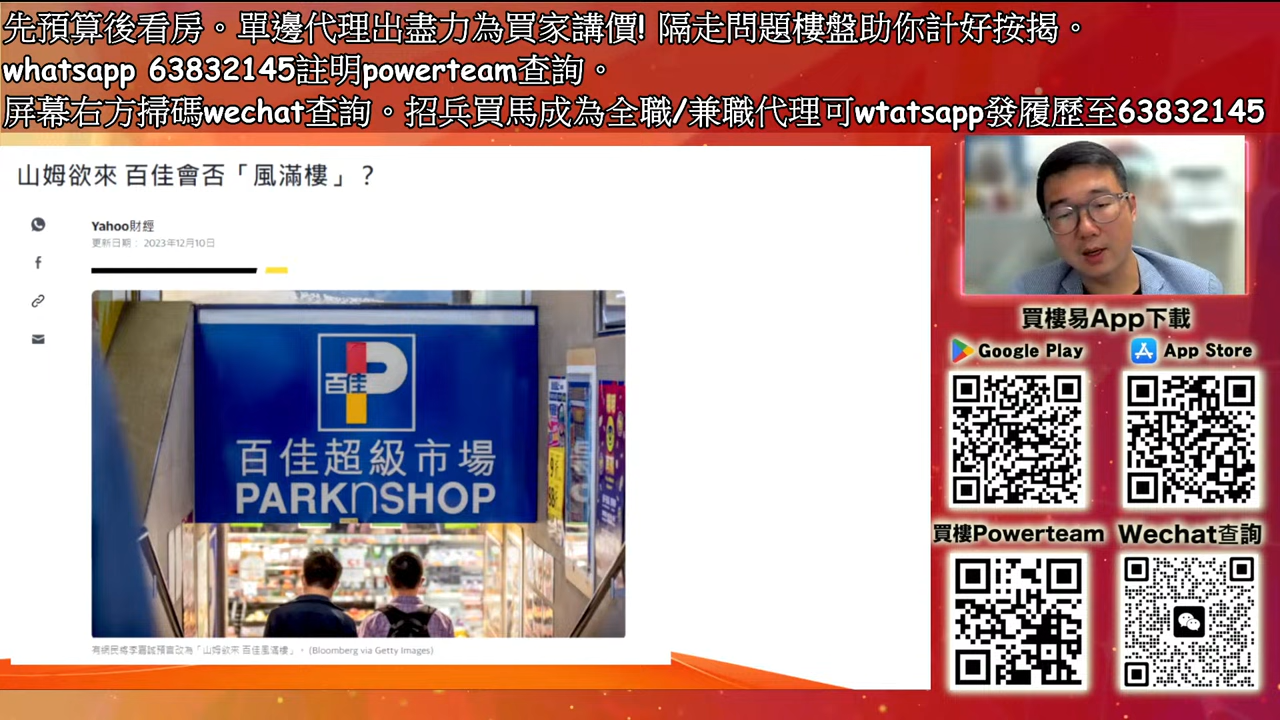 先預算後看房。單邊代理出盡力為買家講價! 隔走問題樓盤助你計好按揭。
whatsapp 63832145註明powerteam查詢。
屏幕右方掃碼wechat查詢。招兵買馬成為全職/兼職代理可wtatsapp發履歷至63832145
山姆欲來 百佳會否「風滿樓」？
Yahoo財經
更新日期： 2023年12月10日
百佳
百佳超級市場
PARKNSHOP
有網民將李嘉誠預言改為「山姆欲來 百佳風滿樓」。 (Bloomberg via Getty Images)
買樓易App下載
Google Play
App Store
買樓Powerteam
Wechat查詢